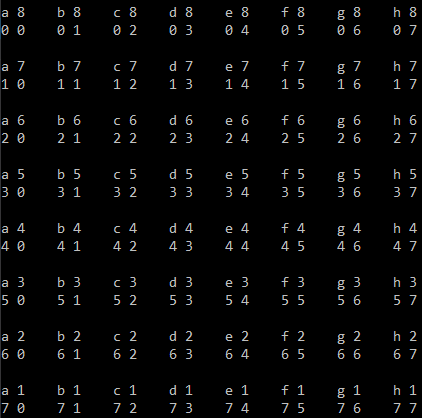 a 8 b 8 c 8 d 8 e 8 f 8 g 8 h 8
0 0 0 1 0 2 0 3 0 4 0 5 0 6 0 7
a 7 b 7 c 7 d 7 e 7 f 7 g 7 h 7
1 0 1 1 1 2 1 3 1 4 1 5 1 6 1 7
a 6 b 6 c 6 d 6 e 6 f 6 g 6 h 6
2 0 2 1 2 2 2 3 2 4 2 5 2 6 2 7
a 5 b 5 c 5 d 5 e 5 f 5 g 5 h 5
3 0 3 1 3 2 3 3 3 4 3 5 3 6 3 7
a 4 b 4 c 4 d 4 e 4 f 4 g 4 h 4
4 0 4 1 4 2 4 3 4 4 4 5 4 6 4 7
a 3 b 3 c 3 d 3 e 3 f 3 g 3 h 3
5 0 5 1 5 2 5 3 5 4 5 5 5 6 5 7
a 2 b 2 c 2 d 2 e 2 f 2 g 2 h 2
6 0 6 1 6 2 6 3 6 4 6 5 6 6 6 7
a 1 b 1 c 1 d 1 e 1 f 1 g 1 h 1
7 0 7 1 7 2 7 3 7 4 7 5 7 6 7 7